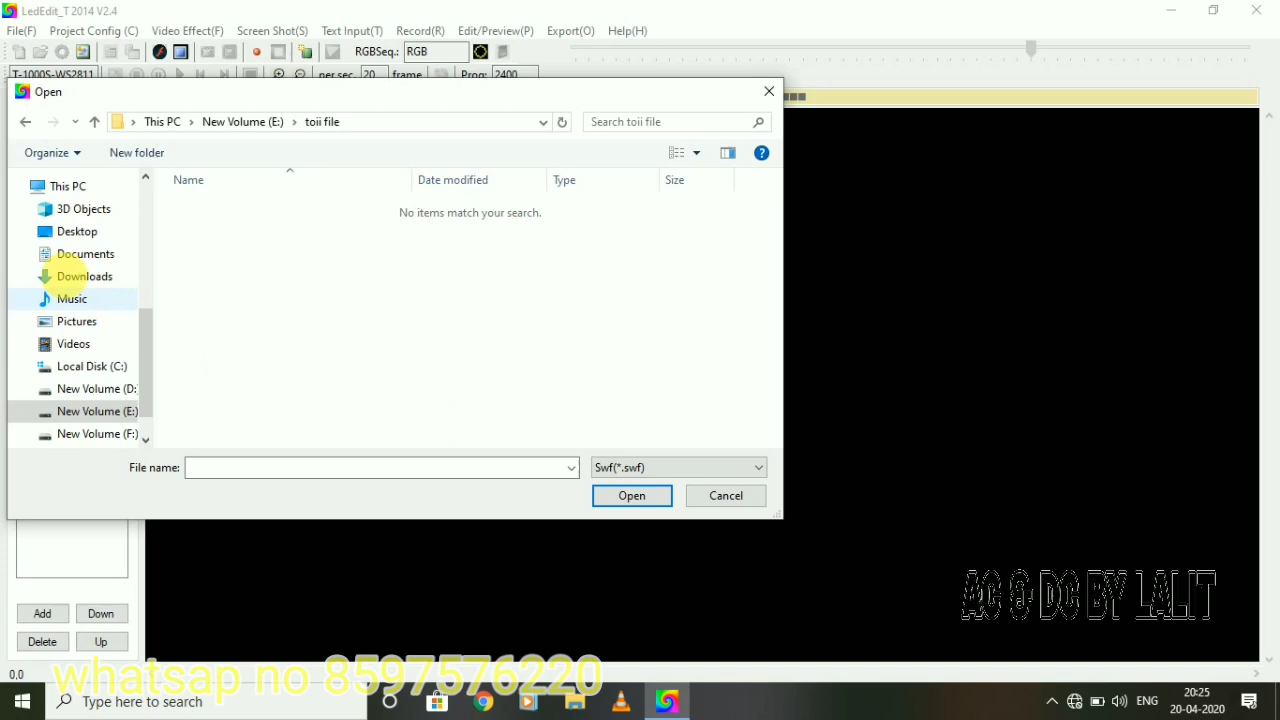 LedEdit_T 2014 V2.4
File(F) Project Config (C) Video Effect(F) Screen Shot(S) Text Input(T) Record(R) Edit/Preview(P) Export(O) Help(H)
RGBSeq.: RGB
T-1000S-WS2811 per sec. 20 frame Prog: 2400
Open
This PC New Volume (E:) toii file Search toii file
Organize New folder
Name Date modified Type Size
No items match your search.
This PC
3D Objects
Desktop
Documents
Downloads
Music
Pictures
Videos
Local Disk (C:)
New Volume (D:
New Volume (E:)
New Volume (F:)
File name: Swf(*.swf)
Open Cancel
AC & DC BY LALIT
Add Down
Delete Up
0,0
whatsap no 8597576220
Type here to search
ENG
20:25
20-04-2020